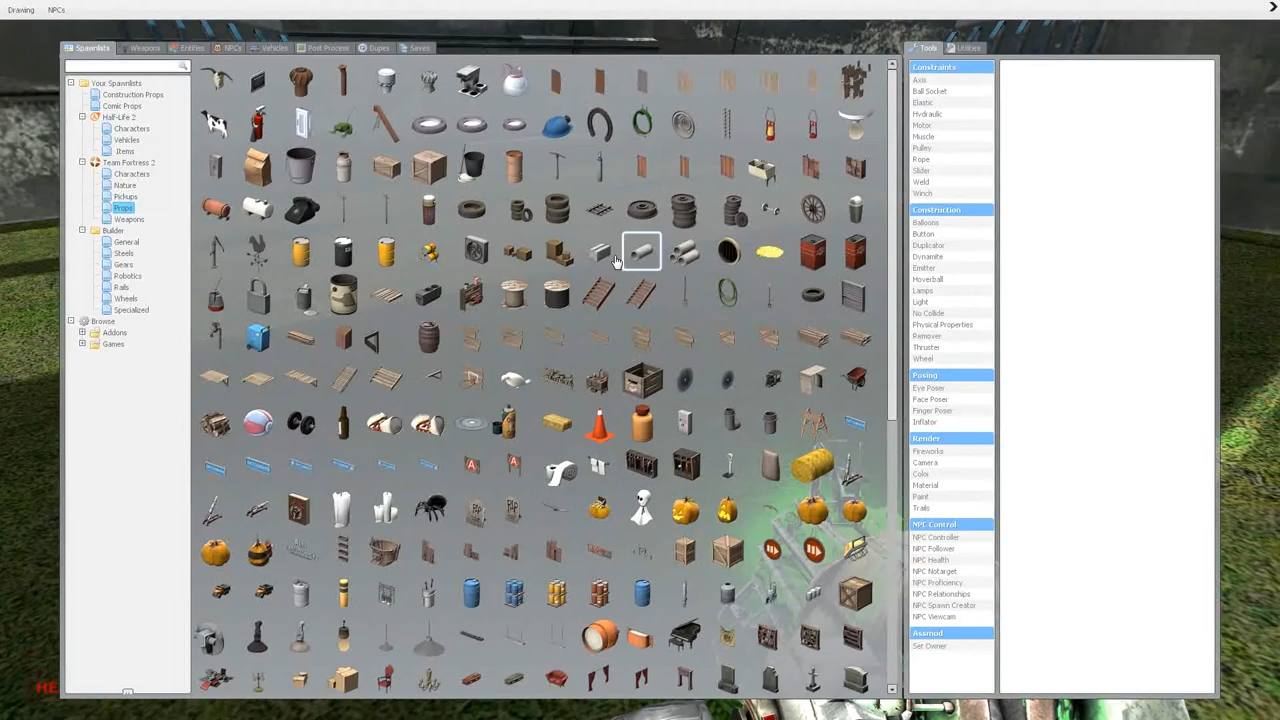 Drawing NPCs
Spawnlists Weapons Entities NPCs Vehicles Post Process Dupes Saves
Your Spawnlists
Construction Props
Comic Props
Half-Life 2
Characters
Vehicles
Items
Team Fortress 2
Characters
Nature
Pickups
Props
Weapons
Builder
General
Steels
Gears
Robotics
Rails
Wheels
Specialized
Browse
Addons
Games
A
A
RIP
RIP
HE
Tools Utilities
Constraints
Axis
Ball Socket
Elastic
Hydraulic
Motor
Muscle
Pulley
Rope
Slider
Weld
Winch
Construction
Balloons
Button
Duplicator
Dynamite
Emitter
Hoverball
Lamps
Light
No Collide
Physical Properties
Remover
Thruster
Wheel
Posing
Eye Poser
Face Poser
Finger Poser
Inflator
Render
Fireworks
Camera
Color
Material
Paint
Trails
NPC Control
NPC Controller
NPC Follower
NPC Health
NPC Notarget
NPC Proficiency
NPC Relationships
NPC Spawn Creator
NPC Viewcam
Assmod
Set Owner